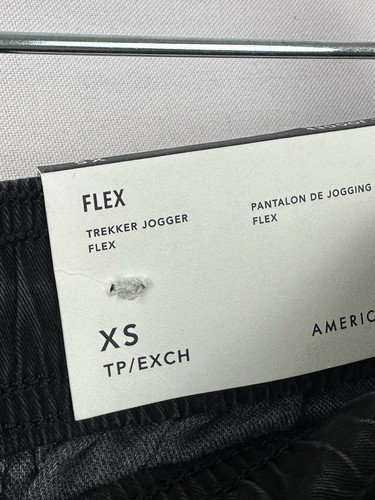 FLEX
TREKKER JOGGER
FLEX
PANTALON DE JOGGING
FLEX
XS
TP/EXCH
AMERIC